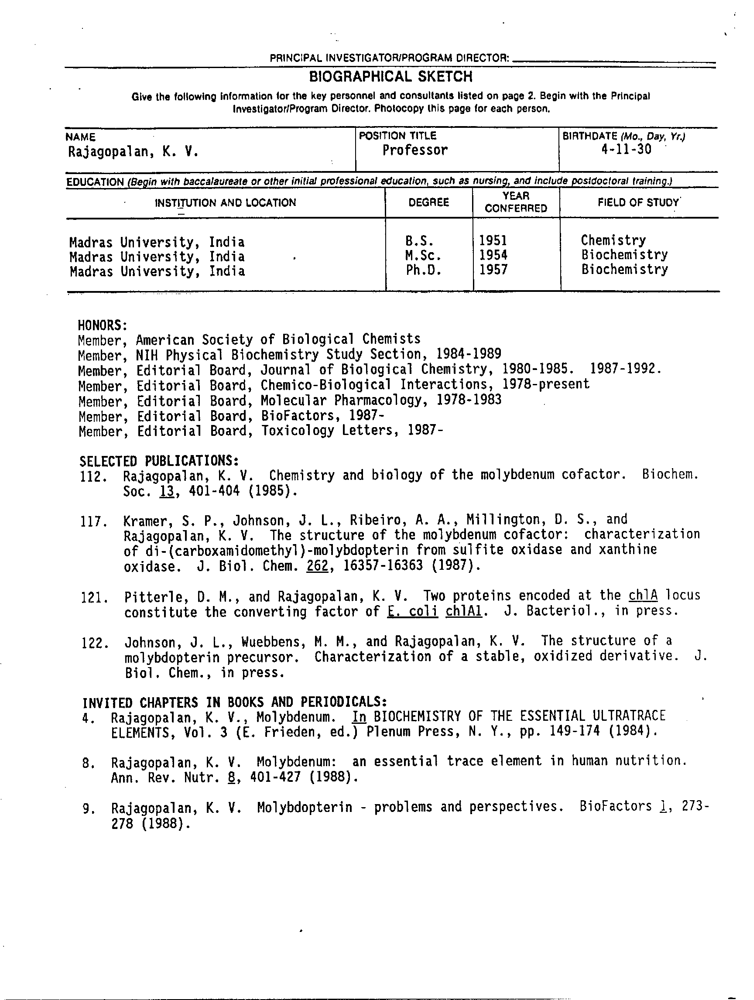 PRINCIPAL INVESTIGATOR/PROGRAM DIRECTOR:
BIOGRAPHICAL SKETCH
Give the following information for the key personnel and consultants listed on page 2. Begin with the Principal
Investigator/Program Director. Photocopy this page for each person.
NAME POSITION TITLE BIRTHDATE (Mo., Day, Yr.)
Rajagopalan, K. V. Professor 4-11-30
EDUCATION (Begin with baccalaureate or other initial professional education, such as nursing, and include postdoctoral training.)
INSTITUTION AND LOCATION DEGREE YEAR CONFERRED FIELD OF STUDY
Madras University, India B.S. 1951 Chemistry
Madras University, India M.Sc. 1954 Biochemistry
Madras University, India Ph.D. 1957 Biochemistry
HONORS:
Member, American Society of Biological Chemists
Member, NIH Physical Biochemistry Study Section, 1984-1989
Member, Editorial Board, Journal of Biological Chemistry, 1980-1985. 1987-1992.
Member, Editorial Board, Chemico-Biological Interactions, 1978-present
Member, Editorial Board, Molecular Pharmacology, 1978-1983
Member, Editorial Board, BioFactors, 1987-
Member, Editorial Board, Toxicology Letters, 1987-
SELECTED PUBLICATIONS:
112. Rajagopalan, K. V. Chemistry and biology of the molybdenum cofactor. Biochem.
Soc. 13, 401-404 (1985).
117. Kramer, S. P., Johnson, J. L., Ribeiro, A. A., Millington, D. S., and
Rajagopalan, K. V. The structure of the molybdenum cofactor: characterization
of di-(carboxamidomethyl)-molybdopterin from sulfite oxidase and xanthine
oxidase. J. Biol. Chem. 262, 16357-16363 (1987).
121. Pitterle, D. M., and Rajagopalan, K. V. Two proteins encoded at the chlA locus
constitute the converting factor of E. coli chlA1. J. Bacteriol., in press.
122. Johnson, J. L., Wuebbens, M. M., and Rajagopalan, K. V. The structure of a
molybdopterin precursor. Characterization of a stable, oxidized derivative. J.
Biol. Chem., in press.
INVITED CHAPTERS IN BOOKS AND PERIODICALS:
4. Rajagopalan, K. V., Molybdenum. In BIOCHEMISTRY OF THE ESSENTIAL ULTRATRACE
ELEMENTS, Vol. 3 (E. Frieden, ed.) Plenum Press, N. Y., pp. 149-174 (1984).
8. Rajagopalan, K. V. Molybdenum: an essential trace element in human nutrition.
Ann. Rev. Nutr. 8, 401-427 (1988).
9. Rajagopalan, K. V. Molybdopterin - problems and perspectives. BioFactors 1, 273-
278 (1988).